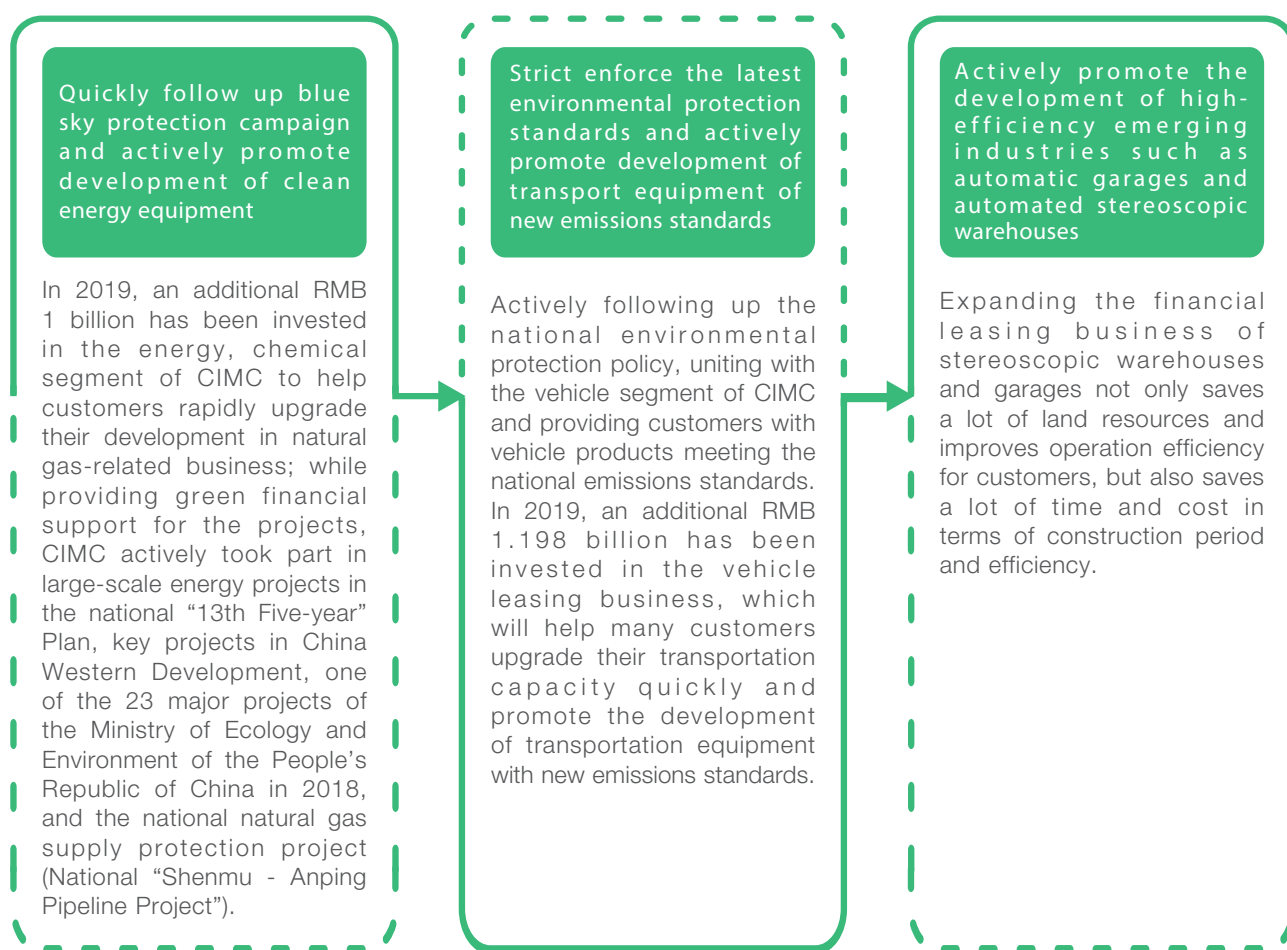 Quickly follow up blue
sky protection campaign
and actively promote
development of clean
energy equipment
In 2019, an additional RMB
1 billion has been invested
in the energy, chemical
segment of CIMC to help
customers rapidly upgrade
their development in natural
gas-related business; while
providing green financial
support for the projects,
CIMC actively took part in
large-scale energy projects in
the national “13th Five-year”
Plan, key projects in China
Western Development, one
of the 23 major projects of
the Ministry of Ecology and
Environment of the People’s
Republic of China in 2018,
and the national natural gas
supply protection project
(National “Shenmu - Anping
Pipeline Project”).
Strict enforce the latest
environmental protection
standards and actively
promote development of
transport equipment of
new emissions standards
Actively following up the
national environmental
protection policy, uniting with
the vehicle segment of CIMC
and providing customers with
vehicle products meeting the
national emissions standards.
In 2019, an additional RMB
1.198 billion has been
invested in the vehicle
leasing business, which
will help many customers
upgrade their transportation
capacity quickly and
promote the development
of transportation equipment
with new emissions standards.
Actively promote the
development of high-
efficiency emerging
industries such as
automatic garages and
automated stereoscopic
warehouses
Expanding the financial
leasing business of
stereoscopic warehouses
and garages not only saves
a lot of land resources and
improves operation efficiency
for customers, but also saves
a lot of time and cost in
terms of construction period
and efficiency.